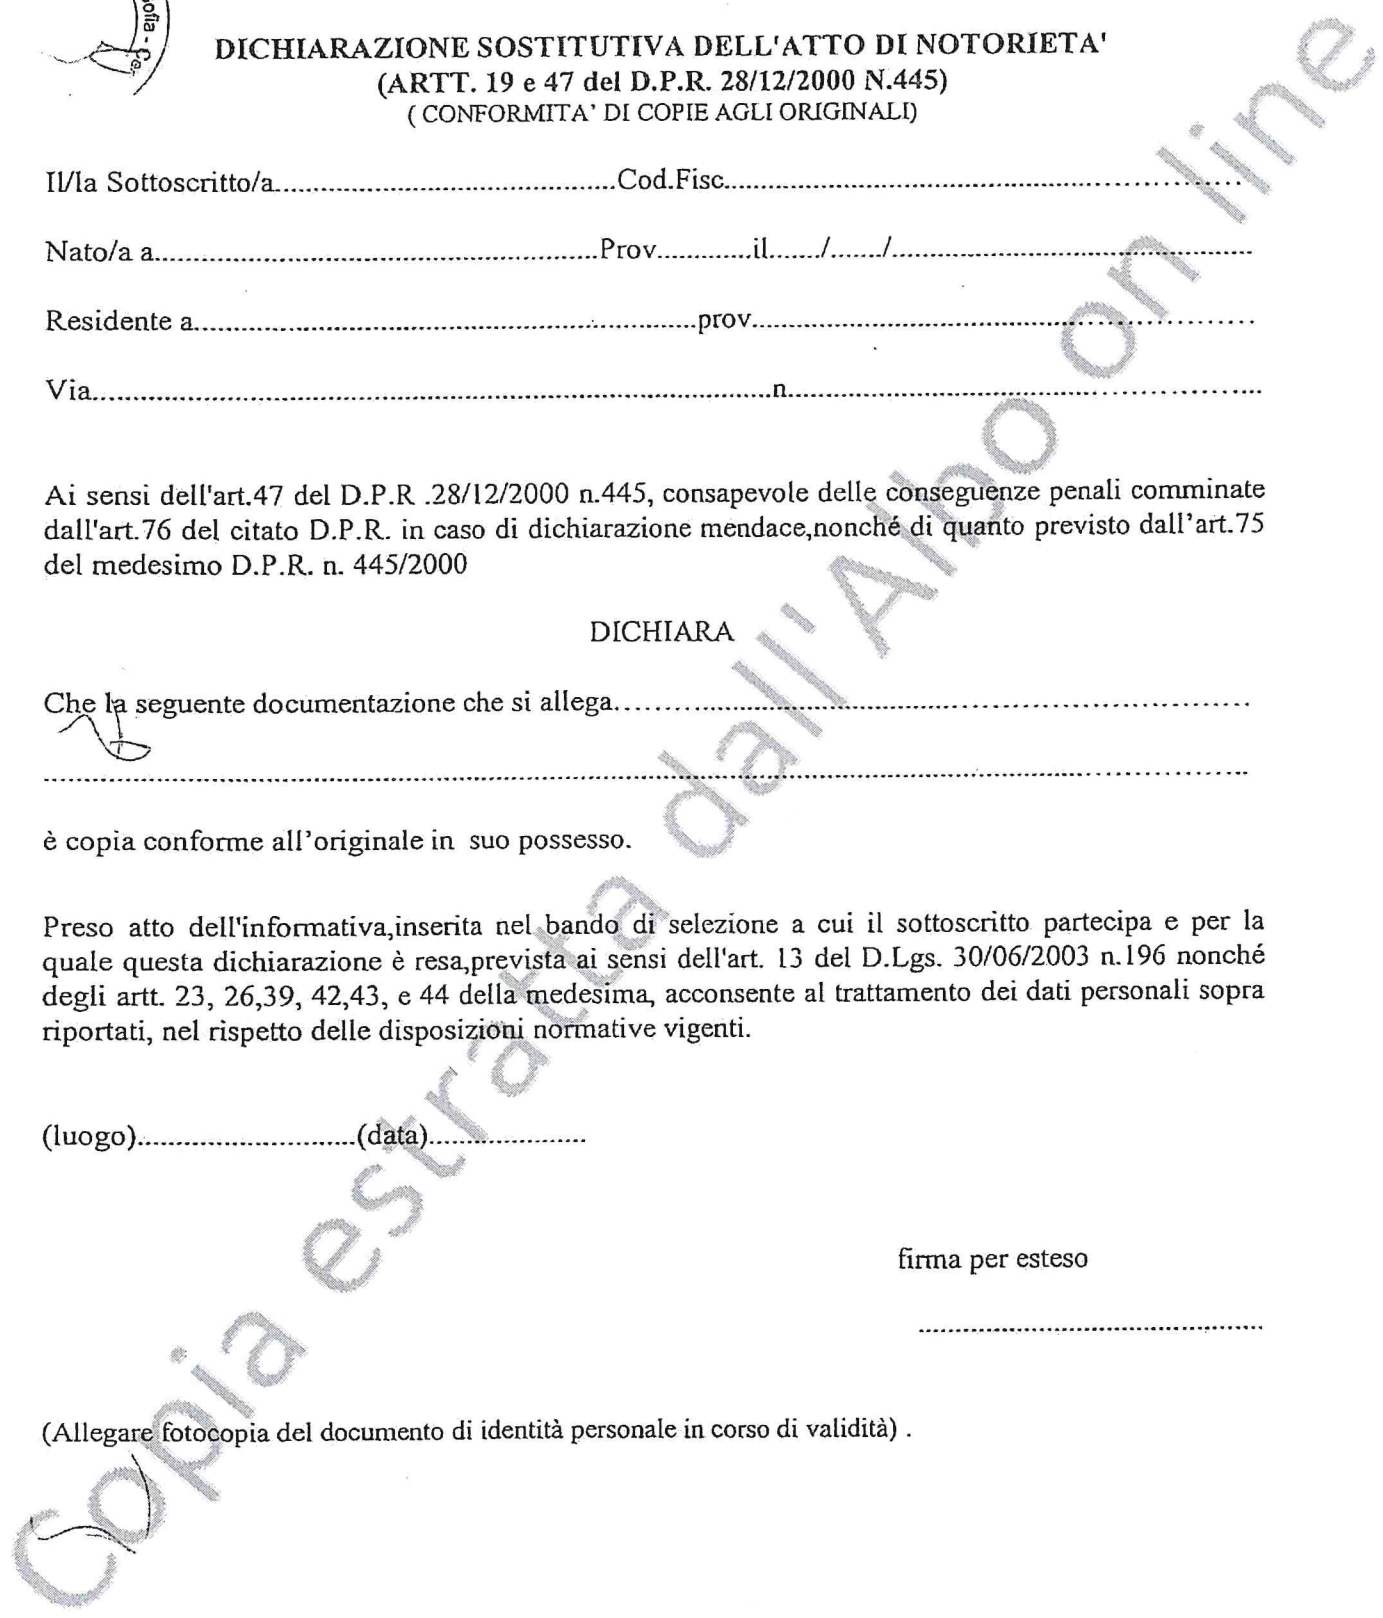 ofia - Ce.
DICHIARAZIONE SOSTITUTIVA DELL'ATTO DI NOTORIETA'
(ARTT. 19 e 47 del D.P.R. 28/12/2000 N.445)
( CONFORMITA' DI COPIE AGLI ORIGINALI)
Il/la Sottoscritto/a............................................Cod.Fisc....................................................................
Nato/a a.........................................................Prov............il......./......./..............................................
Residente a................................................................prov................................................................
Via.......................................................................................n.............................................................
Ai sensi dell'art.47 del D.P.R .28/12/2000 n.445, consapevole delle conseguenze penali comminate
dall'art.76 del citato D.P.R. in caso di dichiarazione mendace,nonché di quanto previsto dall'art.75
del medesimo D.P.R. n. 445/2000
DICHIARA
Che la seguente documentazione che si allega.................................................................................
..........................................................................................................................................................
è copia conforme all'originale in suo possesso.
Preso atto dell'informativa,inserita nel bando di selezione a cui il sottoscritto partecipa e per la
quale questa dichiarazione è resa,prevista ai sensi dell'art. 13 del D.Lgs. 30/06/2003 n.196 nonché
degli artt. 23, 26,39, 42,43, e 44 della medesima, acconsente al trattamento dei dati personali sopra
riportati, nel rispetto delle disposizioni normative vigenti.
(luogo)............................(data)....................
firma per esteso
............................................
(Allegare fotocopia del documento di identità personale in corso di validità) .
Copia estratta dall'Albo on line